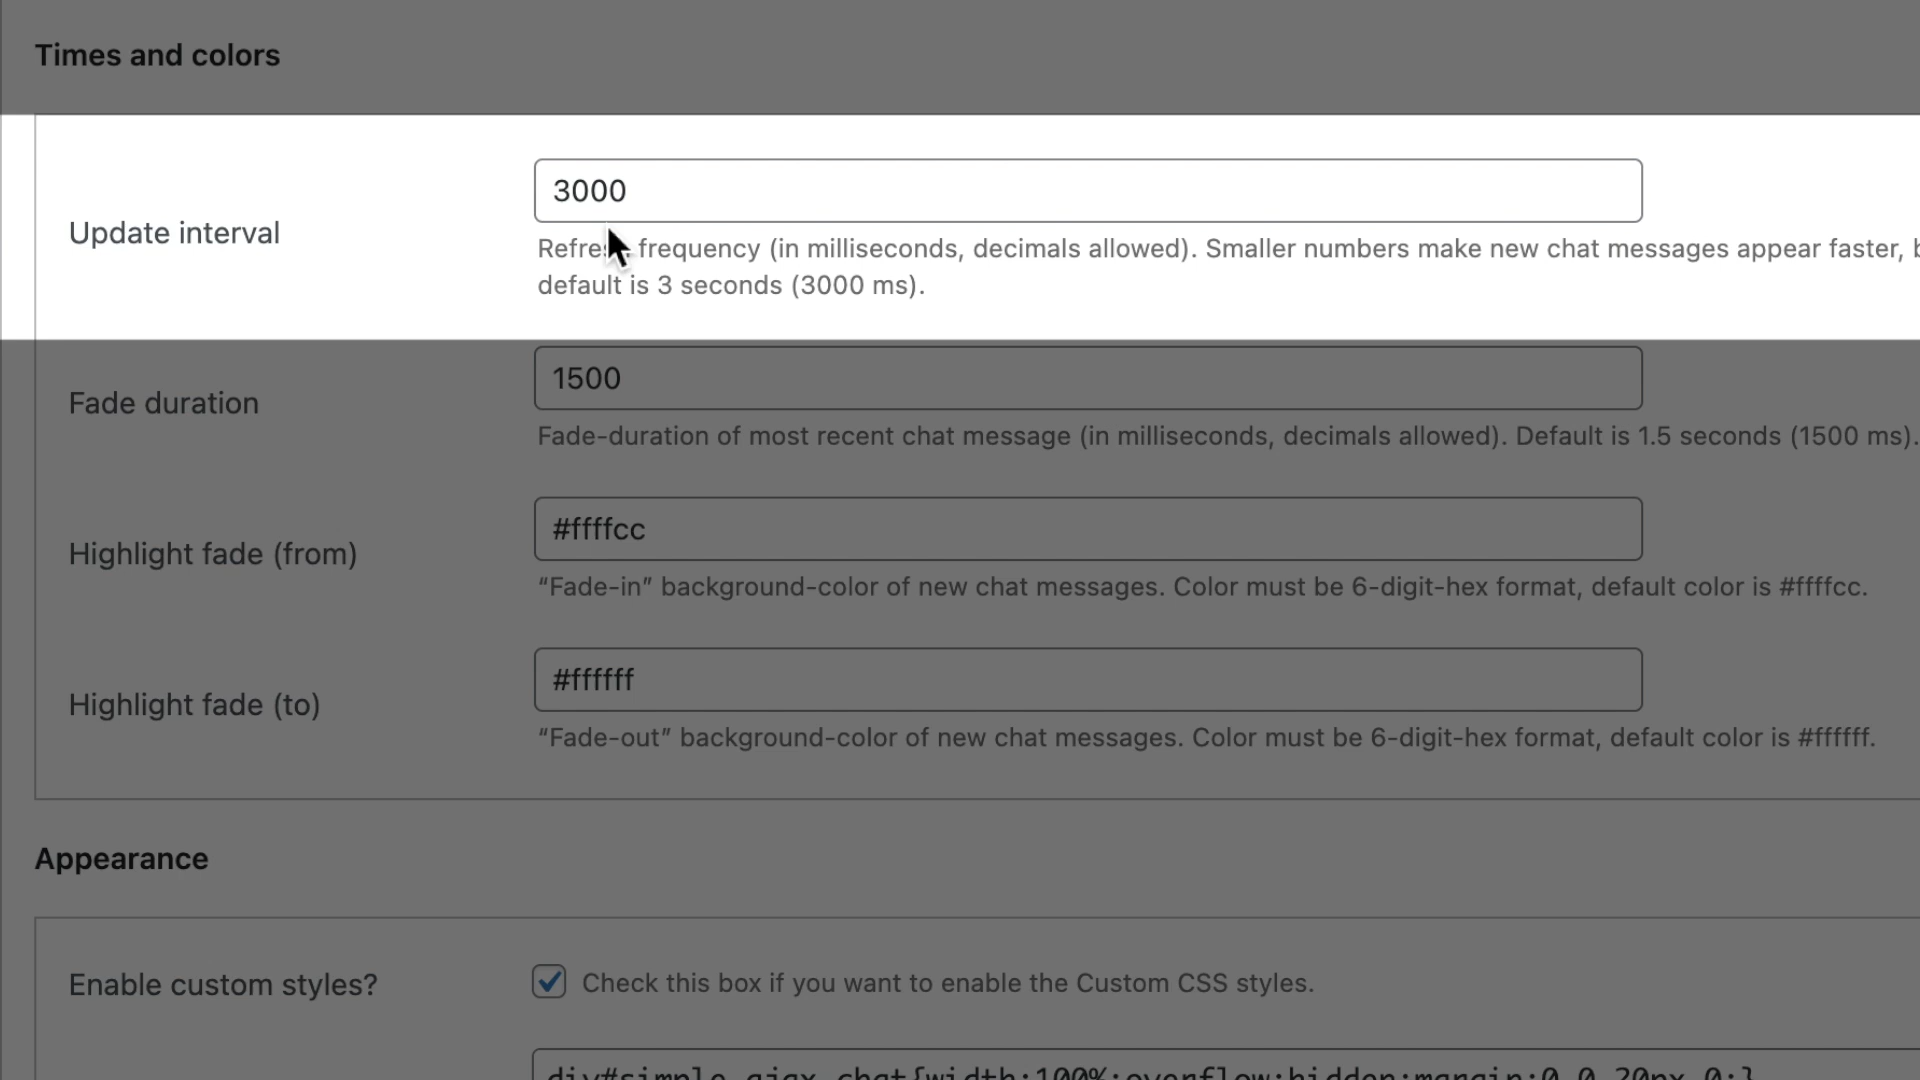 Times and colors
Update interval
3000
frequency (in milliseconds, decimals allowed). Smaller numbers make new chat messages appear faster,
default is 3 seconds (3000 ms).
Fade duration
1500
Fade-duration of most recent chat message (in milliseconds, decimals allowed). Default is 1.5 seconds (1500 ms).
Highlight fade (from)
#ffffcc
“Fade-in” background-color of new chat messages. Color must be 6-digit-hex format, default color is #ffffcc.
Highlight fade (to)
#ffffff
“Fade-out” background-color of new chat messages. Color must be 6-digit-hex format, default color is #ffffff.
Appearance
Enable custom styles?
Check this box if you want to enable the Custom CSS styles.